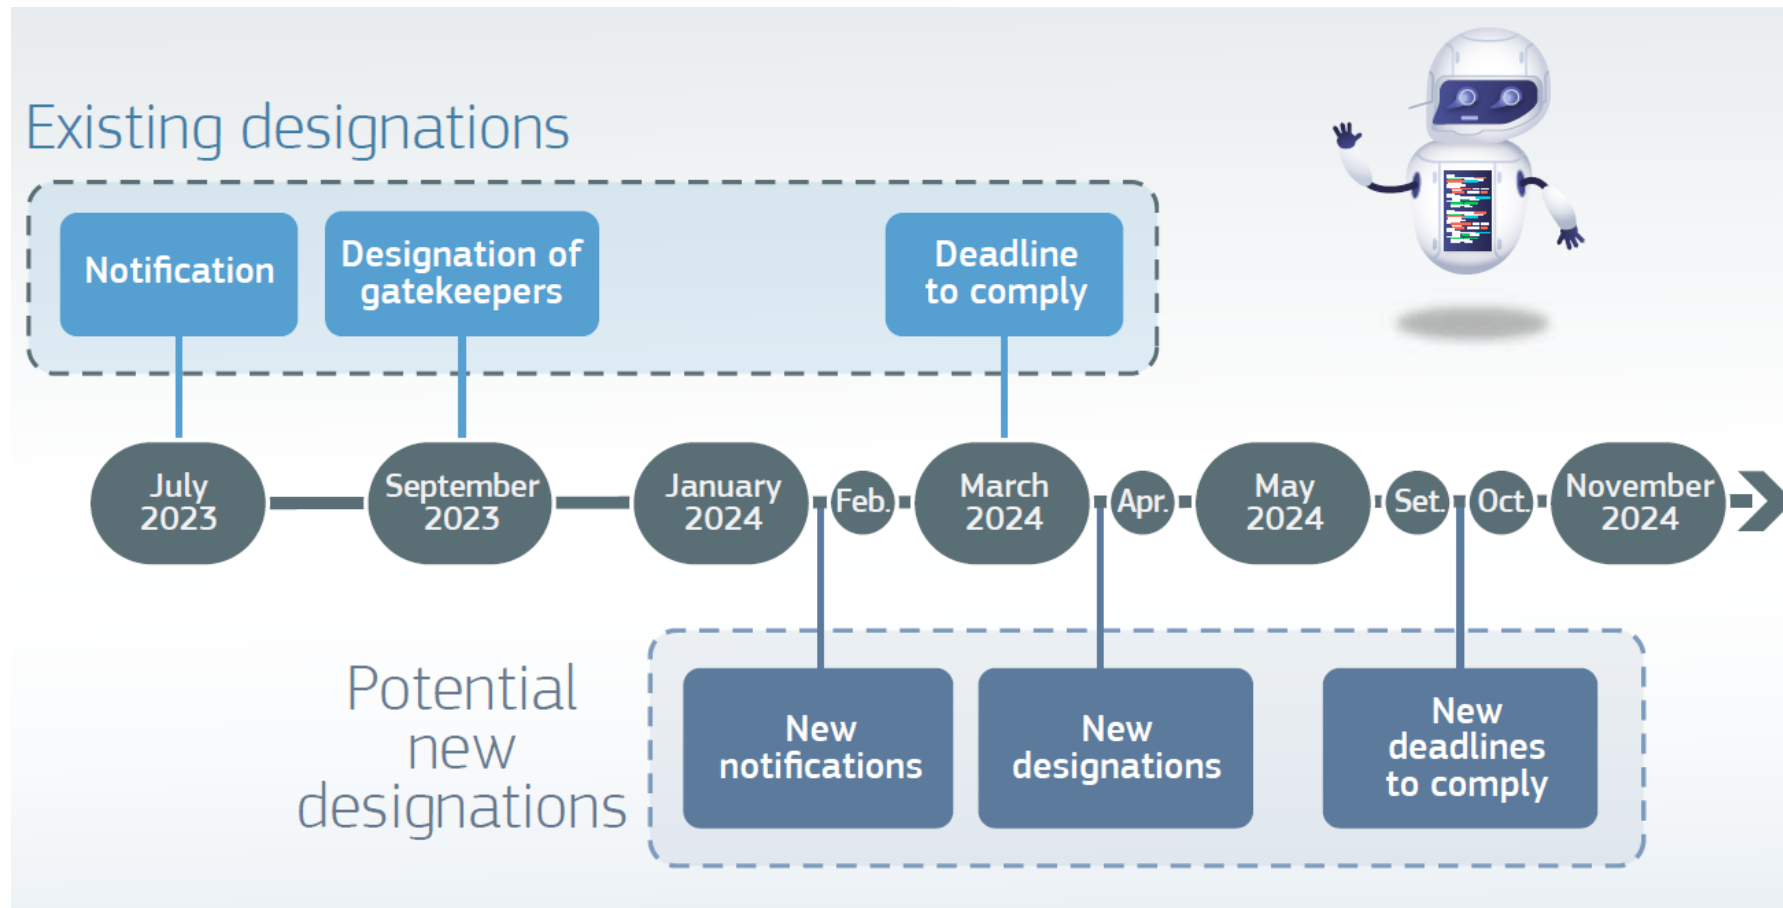 Existing designations
Notification
Designation of
gatekeepers
Deadline
to comply
July
2023
September
2023
January
2024
Feb.
March
2024
Apr.
May
2024
Set.
Oct.
November
2024
Potential
new
designations
New
notifications
New
designations
New
deadlines
to comply